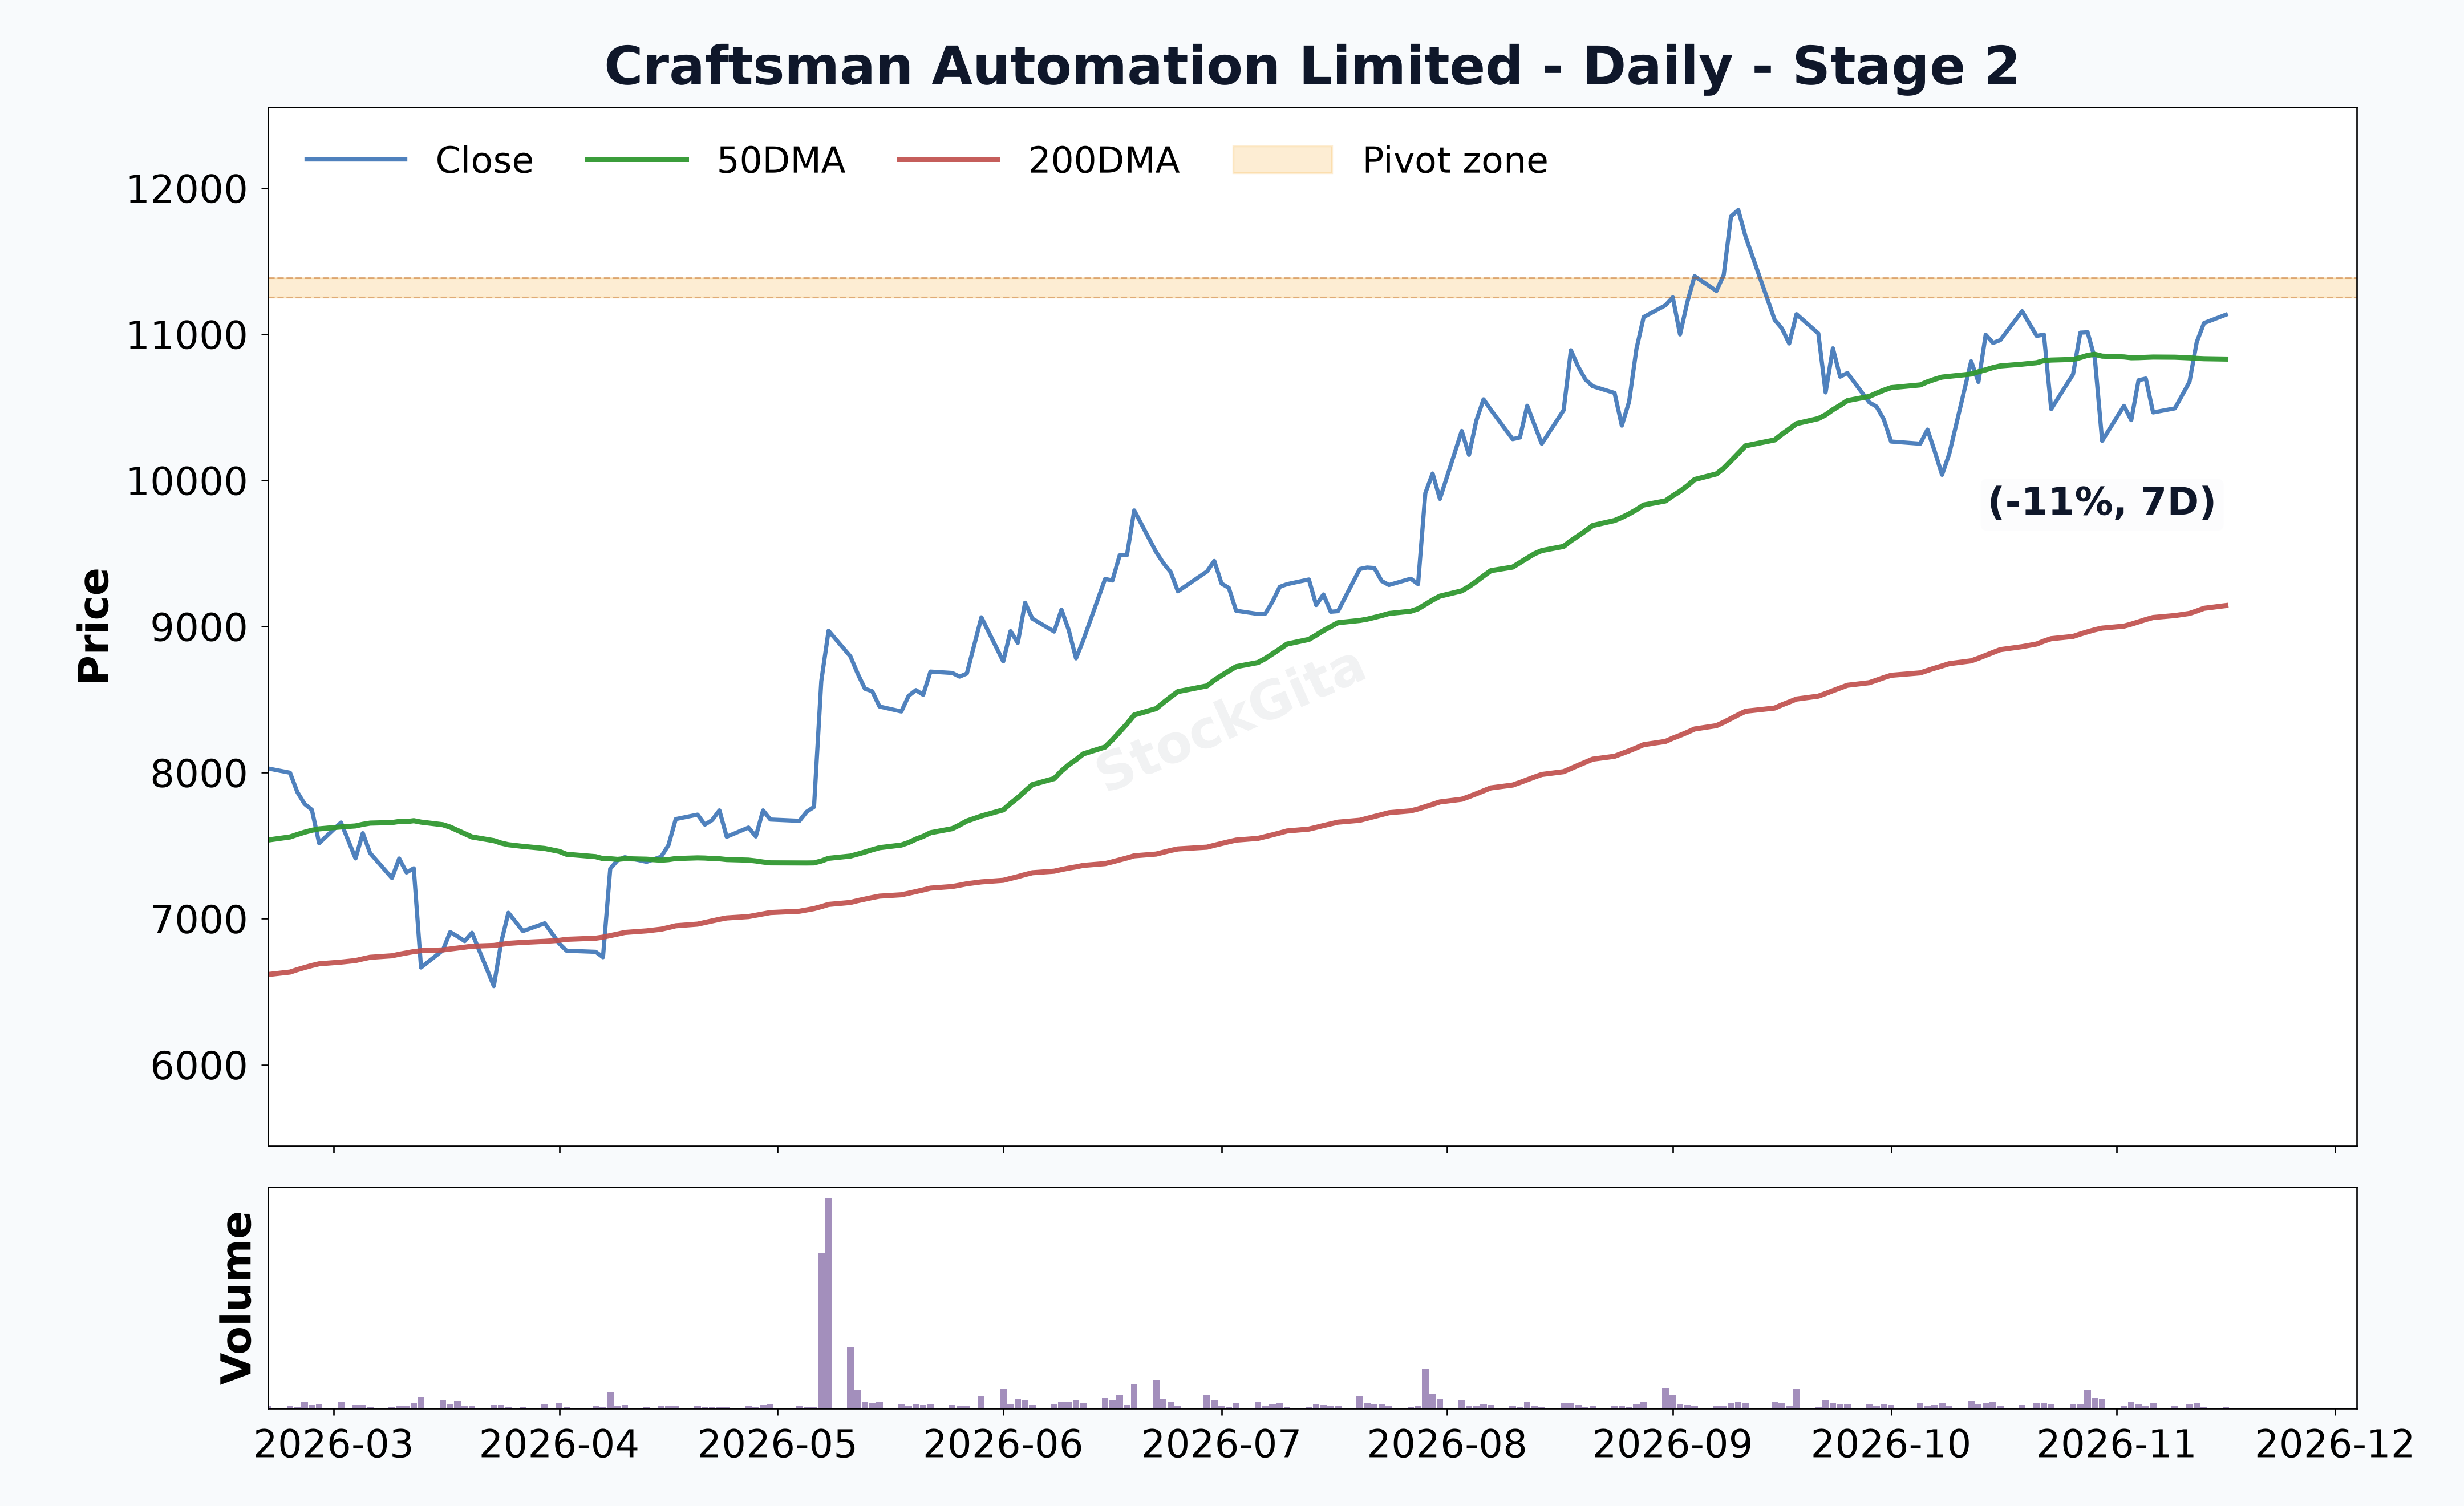 Craftsman Automation Limited - Daily - Stage 2
Close 50DMA 200DMA Pivot zone
12000
11000
10000
9000
8000
7000
6000
Price
(-11%, 7D)
StockGita
Volume
2026-03 2026-04 2026-05 2026-06 2026-07 2026-08 2026-09 2026-10 2026-11 2026-12